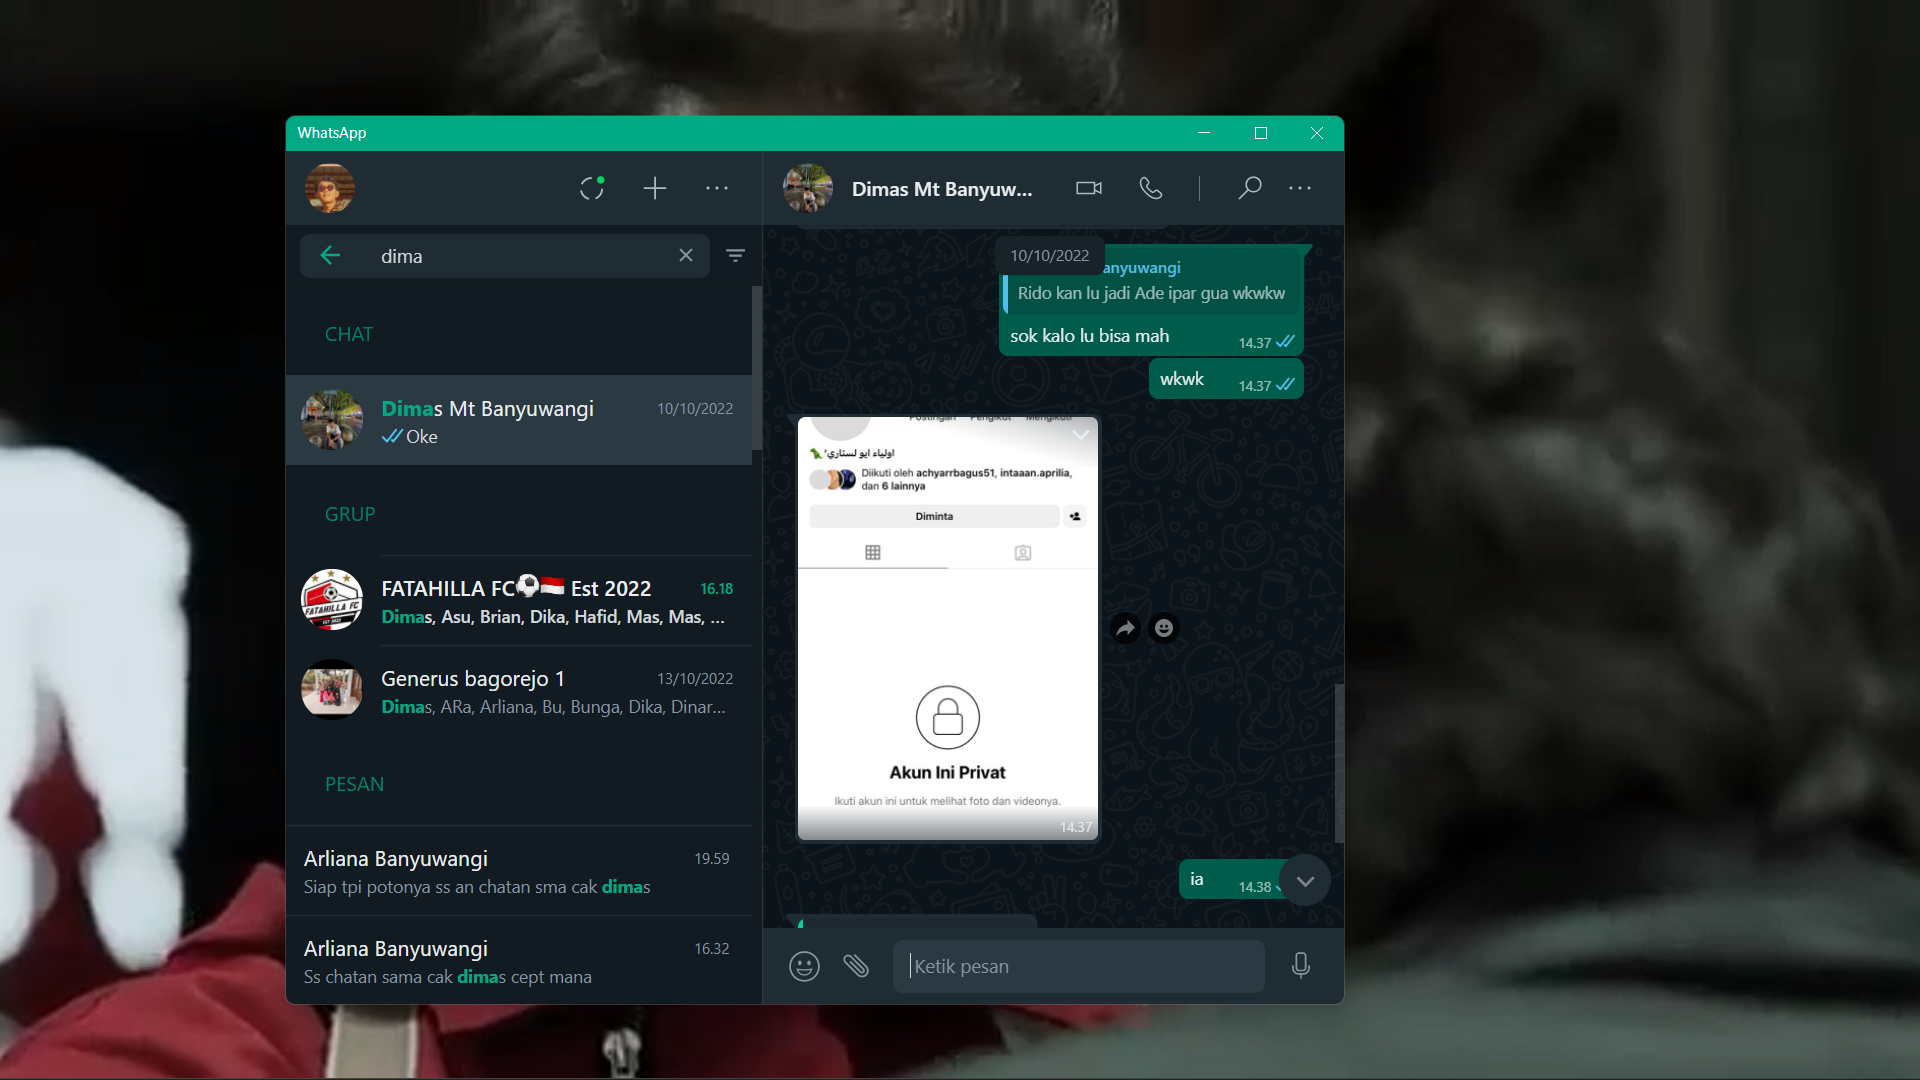 WhatsApp
dima
CHAT
Dimas Mt Banyuwangi
10/10/2022
Oke
GRUP
FATAHILLA FC⚽🇮🇩 Est 2022
16.18
Dimas, Asu, Brian, Dika, Hafid, Mas, Mas, ...
FATAHILLA FC
Generus bagorejo 1
13/10/2022
Dimas, ARa, Arliana, Bu, Bunga, Dika, Dinar...
PESAN
Arliana Banyuwangi
19.59
Siap tpi potonya ss an chatan sma cak dimas
Arliana Banyuwangi
16.32
Ss chatan sama cak dimas cept mana
Dimas Mt Banyuw...
10/10/2022
anyuwangi
Rido kan lu jadi Ade ipar gua wkwkw
sok kalo lu bisa mah
14.37
wkwk
14.37
Postingan Pengikut Mengikuti
🦖 اولياء ايو لستاري'
Diikuti oleh achyarrbagus51, intaaan.aprilia,
dan 6 lainnya
Diminta
Akun Ini Privat
Ikuti akun ini untuk melihat foto dan videonya.
14.37
ia
14.38
Ketik pesan